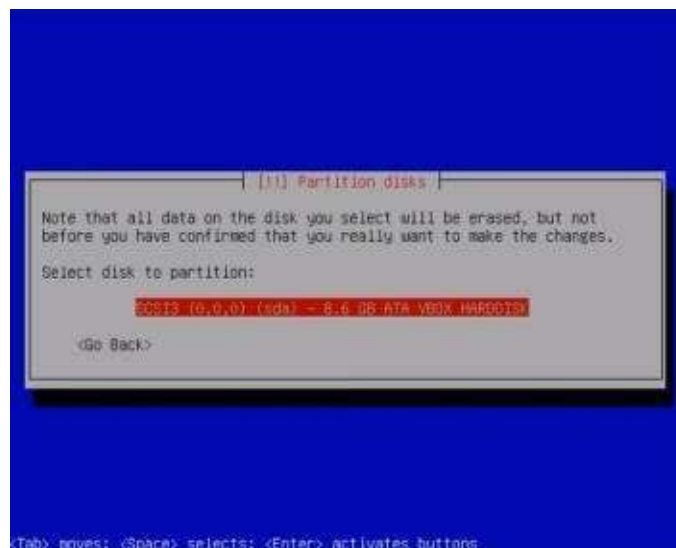 [!!] Partition disks
Note that all data on the disk you select will be erased, but not
before you have confirmed that you really want to make the changes.
Select disk to partition:
SCSI3 (0,0,0) (sda) - 8.6 GB ATA VBOX HARDDISK
<Go Back>
<Tab> moves; <Space> selects; <Enter> activates buttons